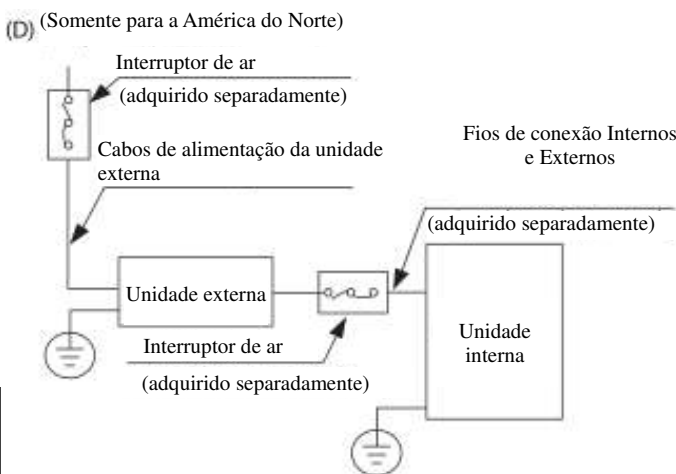 (D) (Somente para a América do Norte)
Interruptor de ar
(adquirido separadamente)
Cabos de alimentação da unidade
externa
Fios de conexão Internos
e Externos
(adquirido separadamente)
Unidade externa
Interruptor de ar
(adquirido separadamente)
Unidade
interna